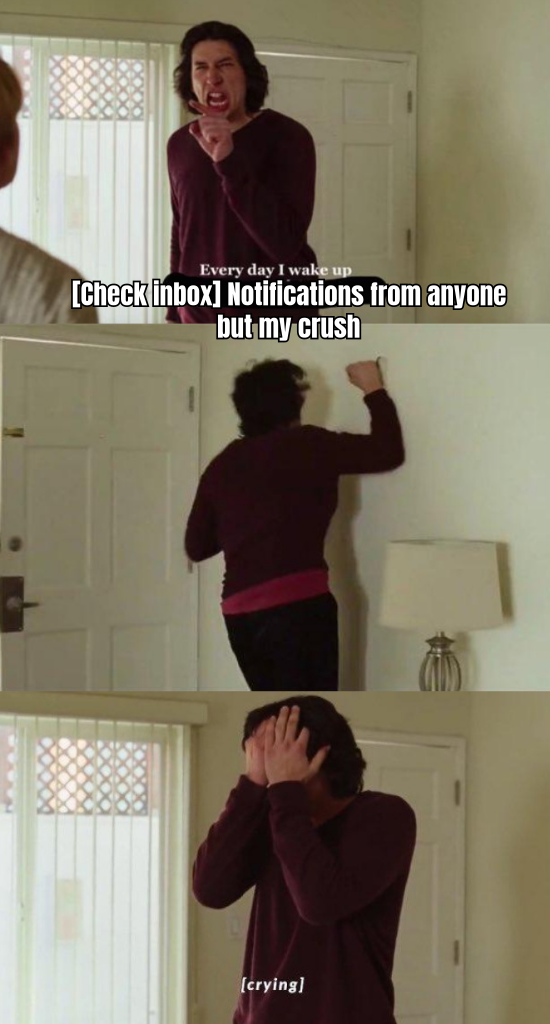 Every day I wake up
[Check inbox] Notifications from anyone
but my crush
[crying]